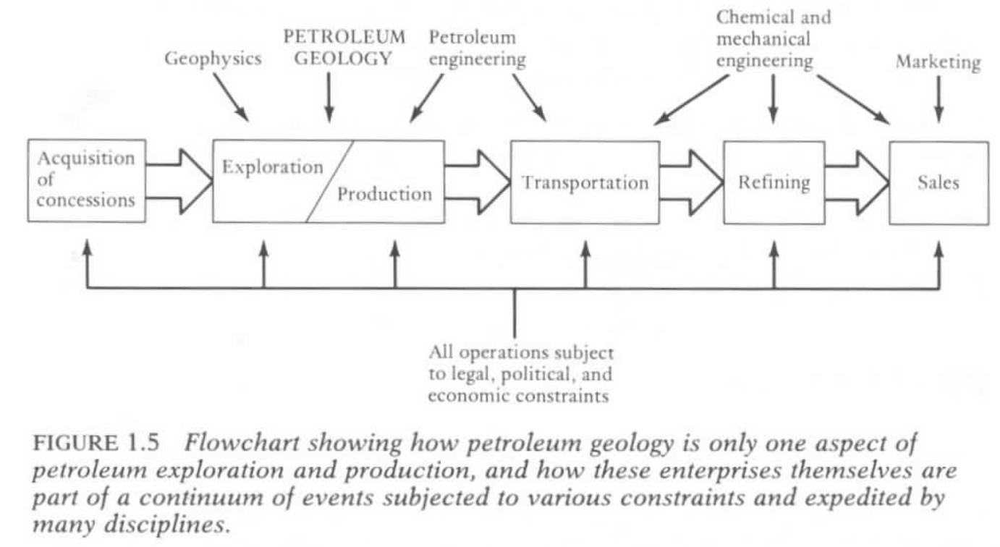 Geophysics
PETROLEUM
GEOLOGY
Petroleum
engineering
Chemical and
mechanical
engineering
Marketing
Acquisition
of
concessions
Exploration
Production
Transportation
Refining
Sales
All operations subject
to legal, political, and
economic constraints
FIGURE 1.5 Flowchart showing how petroleum geology is only one aspect of
petroleum exploration and production, and how these enterprises themselves are
part of a continuum of events subjected to various constraints and expedited by
many disciplines.